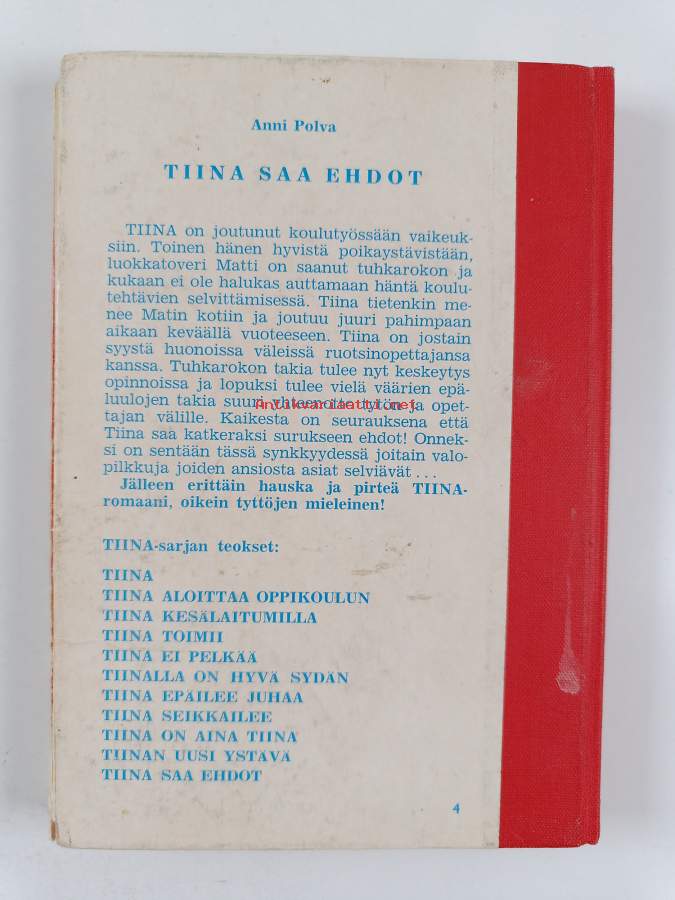 Anni Polva
TIINA SAA EHDOT
TIINA on joutunut koulutyössään vaikeuk-
siin. Toinen hänen hyvistä poikaystävistään,
luokkatoveri Matti on saanut tuhkarokon ja
kukaan ei ole halukas auttamaan häntä koulu-
tehtävien selvittämisessä. Tiina tietenkin me-
nee Matin kotiin ja joutuu juuri pahimpaan
aikaan keväällä vuoteeseen. Tiina on jostain
syystä huonoissa väleissä ruotsinopettajansa
kanssa. Tuhkarokon takia tulee nyt keskeytys
opinnoissa ja lopuksi tulee vielä väärien epä-
luulojen takia suuri yhteenotto tytön ja opet-
Antikvariaatti.net
tajan välille. Kaikesta on seurauksena että
Tiina saa katkeraksi surukseen ehdot! Onnek-
si on sentään tässä synkkyydessä joitain valo-
pilkkuja joiden ansiosta asiat selviävät ...
Jälleen erittäin hauska ja pirteä TIINA-
romaani, oikein tyttöjen mieleinen!
TIINA-sarjan teokset:
TIINA
TIINA ALOITTAA OPPIKOULUN
TIINA KESÄLAITUMILLA
TIINA TOIMII
TIINA EI PELKÄÄ
TIINALLA ON HYVÄ SYDÄN
TIINA EPÄILEE JUHAA
TIINA SEIKKAILEE
TIINA ON AINA TIINA
TIINAN UUSI YSTÄVÄ
TIINA SAA EHDOT
4